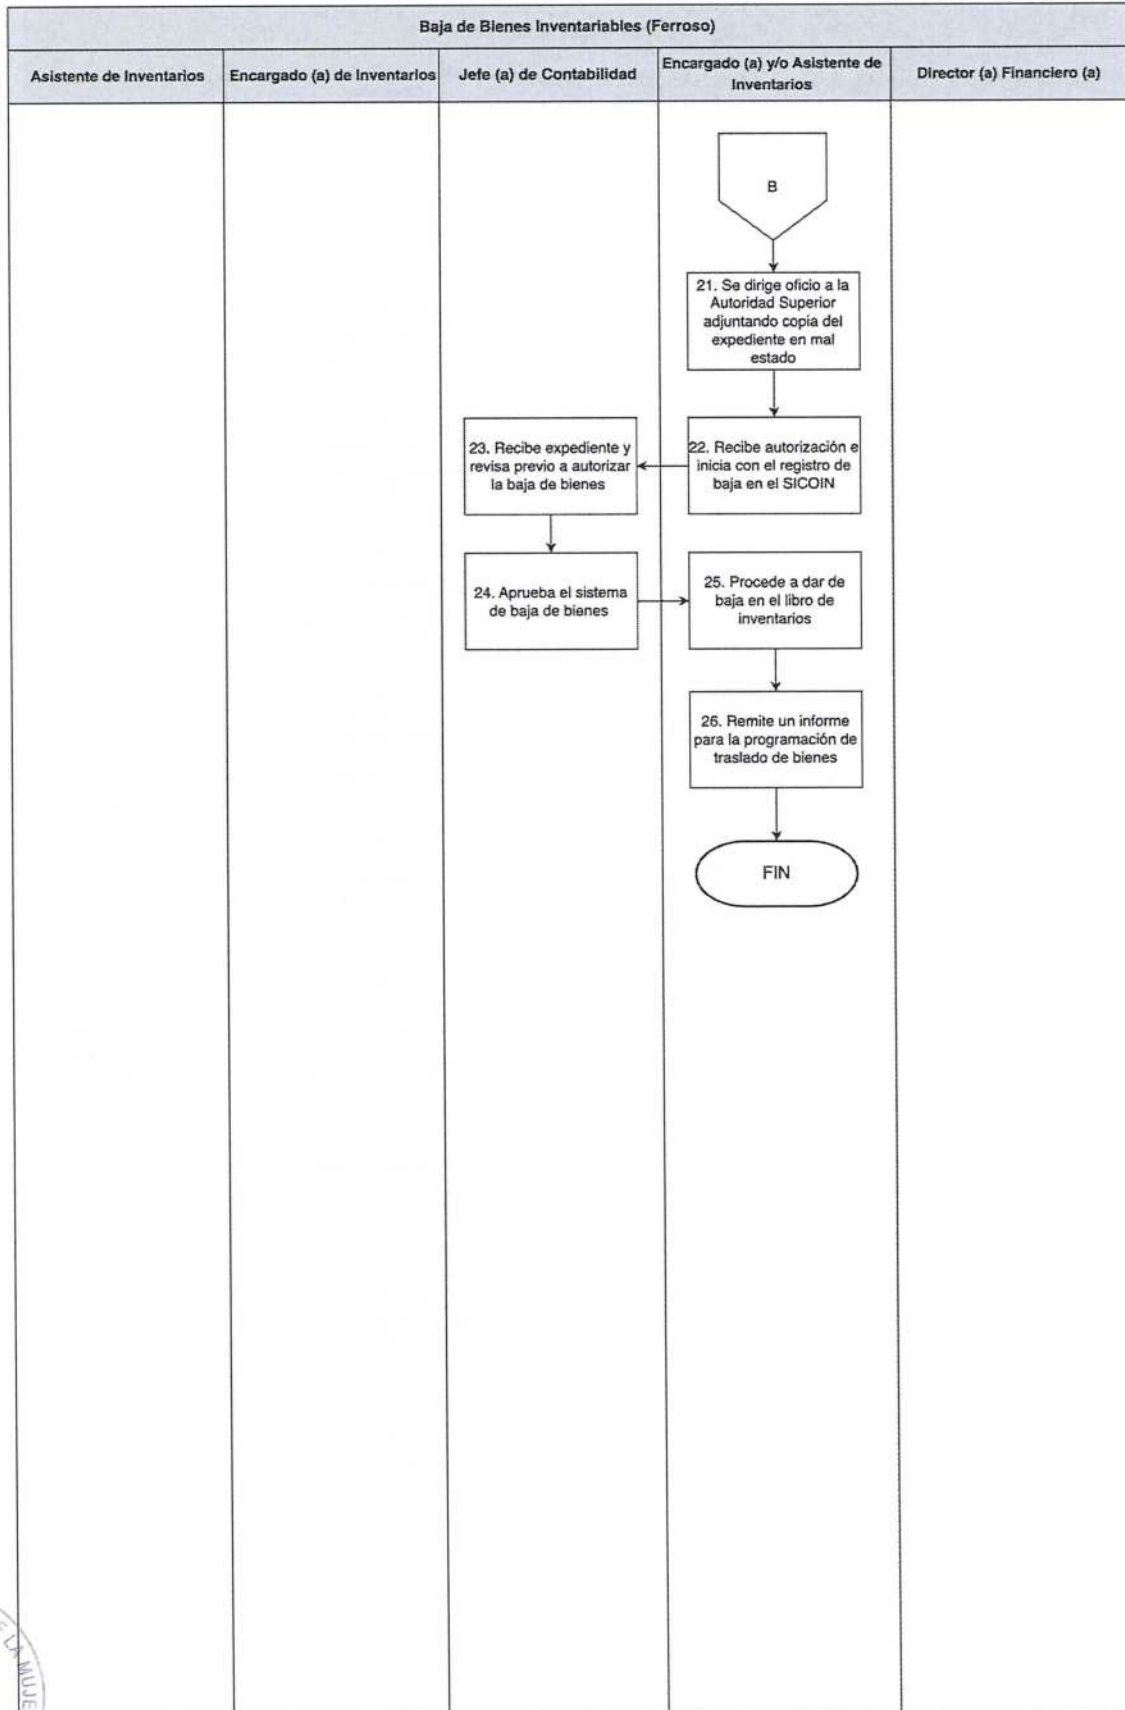 Baja de Bienes Inventariables (Ferroso)
Asistente de Inventarios
Encargado (a) de Inventarios
Jefe (a) de Contabilidad
Encargado (a) y/o Asistente de
Inventarios
Director (a) Financiero (a)
B
21. Se dirige oficio a la
Autoridad Superior
adjuntando copia del
expediente en mal
estado
22. Recibe autorización e
inicia con el registro de
baja en el SICOIN
23. Recibe expediente y
revisa previo a autorizar
la baja de bienes
24. Aprueba el sistema
de baja de bienes
25. Procede a dar de
baja en el libro de
inventarios
26. Remite un informe
para la programación de
traslado de bienes
FIN
LA MUJE